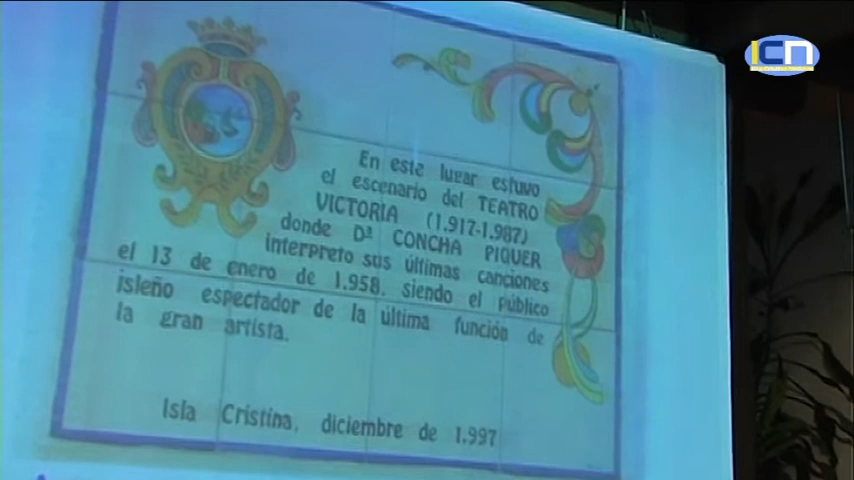 ICN
En este lugar estuvo
el escenario del TEATRO
VICTORIA (1.917-1.987)
donde Dª CONCHA PIQUER
interpreto sus últimas canciones
el 13 de enero de 1.958. siendo el público
isleño espectador de la última función de
la gran artista.
Isla Cristina, diciembre de 1.997